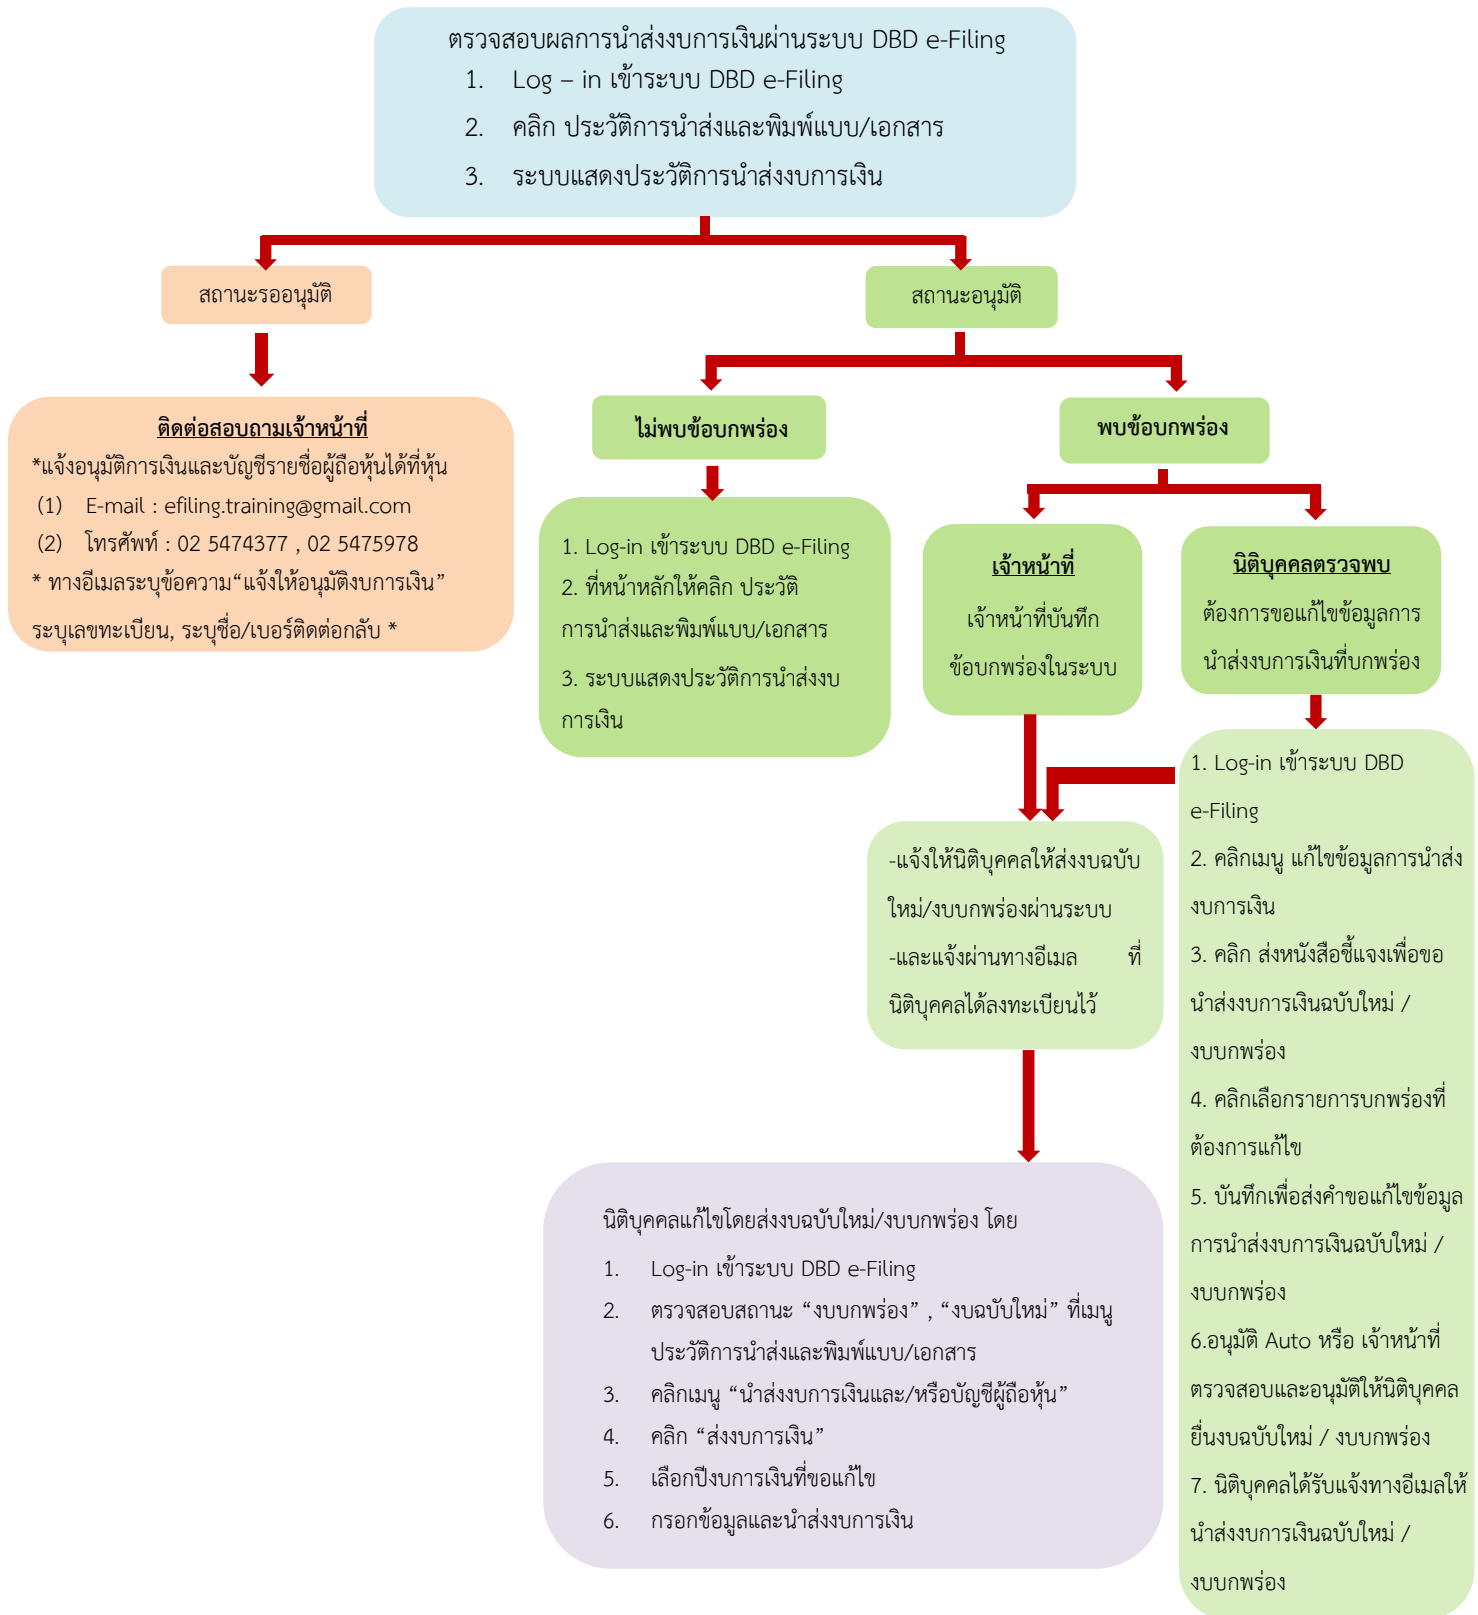 ตรวจสอบผลการนำส่งงบการเงินผ่านระบบ DBD e-Filing
1. Log – in เข้าระบบ DBD e-Filing
2. คลิก ประวัติการนำส่งและพิมพ์แบบ/เอกสาร
3. ระบบแสดงประวัติการนำส่งงบการเงิน
สถานะรออนุมัติ
สถานะอนุมัติ
ติดต่อสอบถามเจ้าหน้าที่
*แจ้งอนุมัติการเงินและบัญชีรายชื่อผู้ถือหุ้นได้ที่หุ้น
(1) E-mail : efiling.training@gmail.com
(2) โทรศัพท์ : 02 5474377 , 02 5475978
* ทางอีเมลระบุข้อความ“แจ้งให้อนุมัติงบการเงิน”
ระบุเลขทะเบียน, ระบุชื่อ/เบอร์ติดต่อกลับ *
ไม่พบข้อบกพร่อง
พบข้อบกพร่อง
1. Log-in เข้าระบบ DBD e-Filing
2. ที่หน้าหลักให้คลิก ประวัติ
การนำส่งและพิมพ์แบบ/เอกสาร
3. ระบบแสดงประวัติการนำส่งงบ
การเงิน
เจ้าหน้าที่
เจ้าหน้าที่บันทึก
ข้อบกพร่องในระบบ
นิติบุคคลตรวจพบ
ต้องการขอแก้ไขข้อมูลการ
นำส่งงบการเงินที่บกพร่อง
-แจ้งให้นิติบุคคลให้ส่งงบฉบับ
ใหม่/งบบกพร่องผ่านระบบ
-และแจ้งผ่านทางอีเมล ที่
นิติบุคคลได้ลงทะเบียนไว้
1. Log-in เข้าระบบ DBD
e-Filing
2. คลิกเมนู แก้ไขข้อมูลการนำส่ง
งบการเงิน
3. คลิก ส่งหนังสือชี้แจงเพื่อขอ
นำส่งงบการเงินฉบับใหม่ /
งบบกพร่อง
4. คลิกเลือกรายการบกพร่องที่
ต้องการแก้ไข
5. บันทึกเพื่อส่งคำขอแก้ไขข้อมูล
การนำส่งงบการเงินฉบับใหม่ /
งบบกพร่อง
6.อนุมัติ Auto หรือ เจ้าหน้าที่
ตรวจสอบและอนุมัติให้นิติบุคคล
ยื่นงบฉบับใหม่ / งบบกพร่อง
7. นิติบุคคลได้รับแจ้งทางอีเมลให้
นำส่งงบการเงินฉบับใหม่ /
งบบกพร่อง
นิติบุคคลแก้ไขโดยส่งงบฉบับใหม่/งบบกพร่อง โดย
1. Log-in เข้าระบบ DBD e-Filing
2. ตรวจสอบสถานะ “งบบกพร่อง” , “งบฉบับใหม่” ที่เมนู
ประวัติการนำส่งและพิมพ์แบบ/เอกสาร
3. คลิกเมนู “นำส่งงบการเงินและ/หรือบัญชีผู้ถือหุ้น”
4. คลิก “ส่งงบการเงิน”
5. เลือกปีงบการเงินที่ขอแก้ไข
6. กรอกข้อมูลและนำส่งงบการเงิน